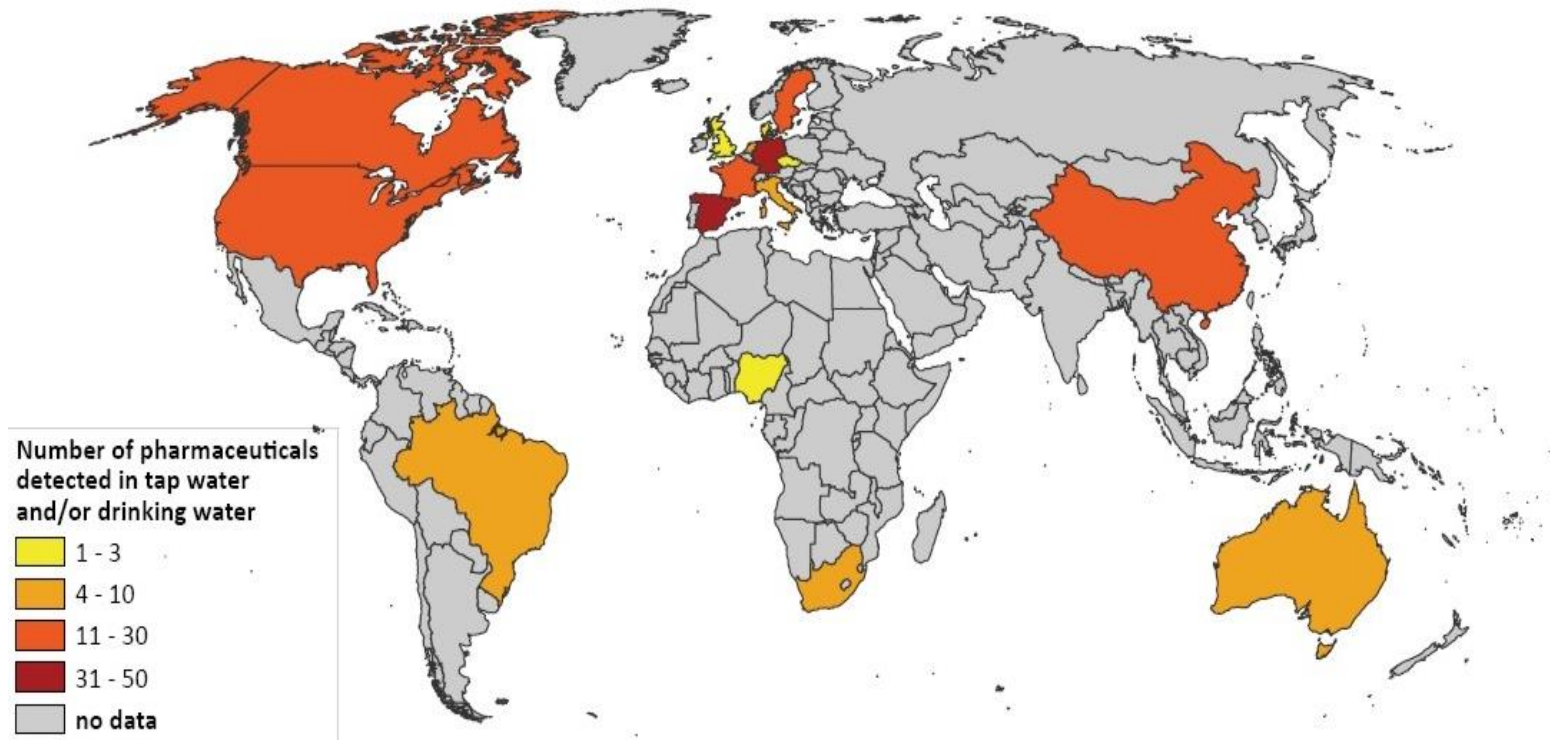 Number of pharmaceuticals
detected in tap water
and/or drinking water
1 - 3
4 - 10
11 - 30
31 - 50
no data